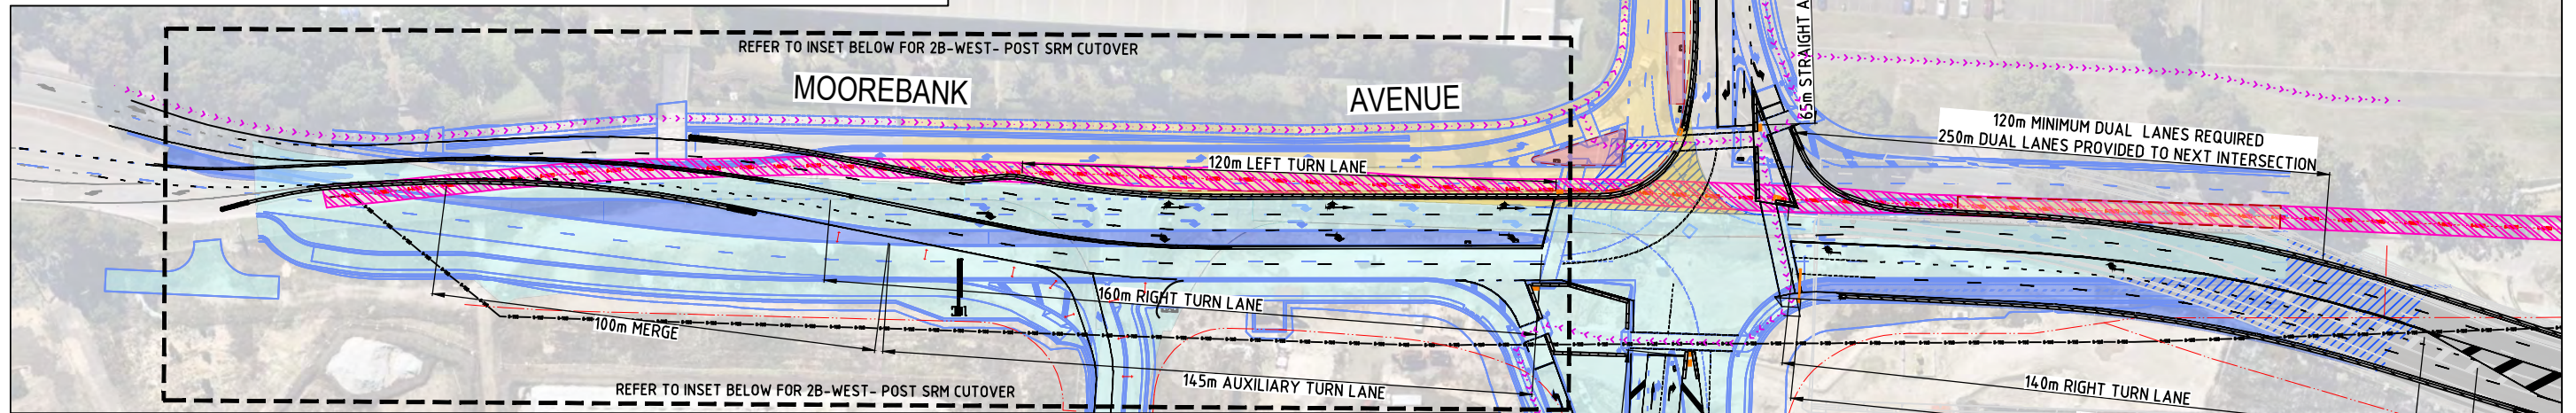 REFER TO INSET BELOW FOR 2B-WEST- POST SRM CUTOVER
MOOREBANK
AVENUE
65m STRAIGHT A
120m MINIMUM DUAL LANES REQUIRED
250m DUAL LANES PROVIDED TO NEXT INTERSECTION
120m LEFT TURN LANE
160m RIGHT TURN LANE
100m MERGE
145m AUXILIARY TURN LANE
140m RIGHT TURN LANE
REFER TO INSET BELOW FOR 2B-WEST- POST SRM CUTOVER